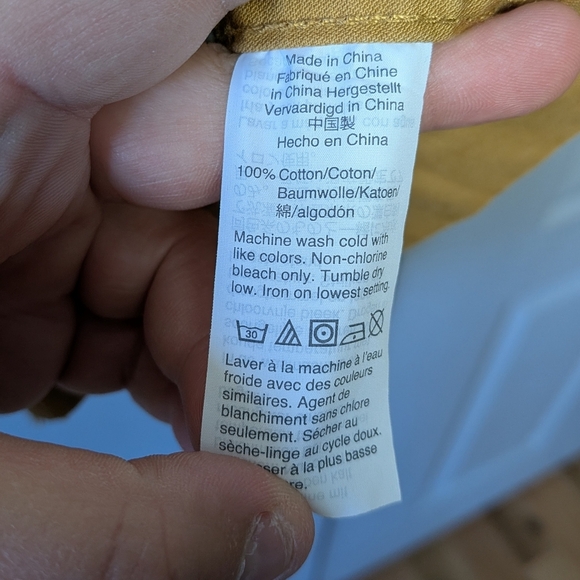 Made in China
Fabriqué en Chine
in China Hergestellt
Vervaardigd in China
中国製
Hecho en China
100% Cotton/Coton/
Baumwolle/Katoen/
綿/algodón
Machine wash cold with
like colors. Non-chlorine
bleach only. Tumble dry
low. Iron on lowest setting.
30
Laver à la machine à l'eau
froide avec des couleurs
similaires. Agent de
blanchiment sans chlore
seulement. Sécher au
sèche-linge au cycle doux.
à la plus basse